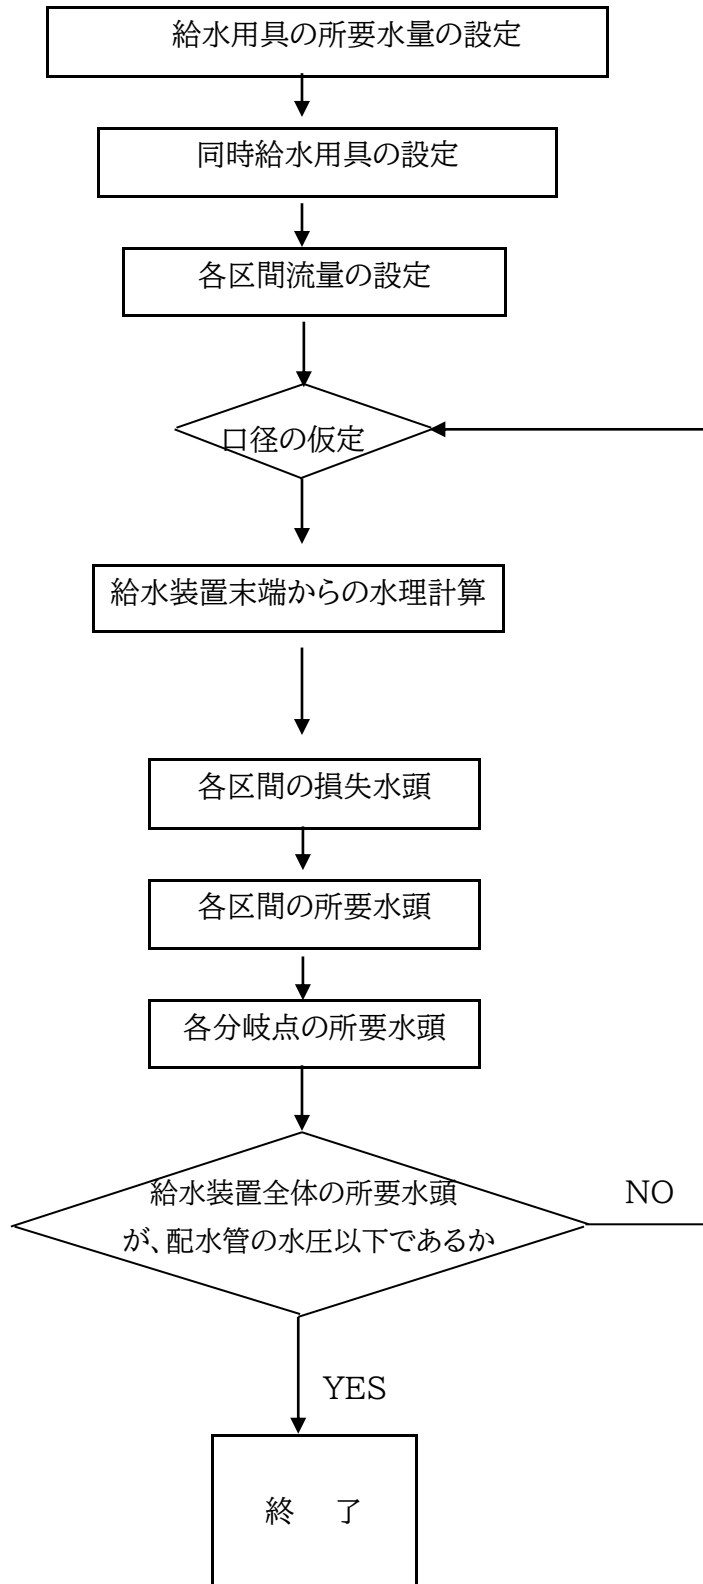 給水用具の所要水量の設定
同時給水用具の設定
各区間流量の設定
口径の仮定
給水装置末端からの水理計算
各区間の損失水頭
各区間の所要水頭
各分岐点の所要水頭
給水装置全体の所要水頭
が、配水管の水圧以下であるか
NO
YES
終 了